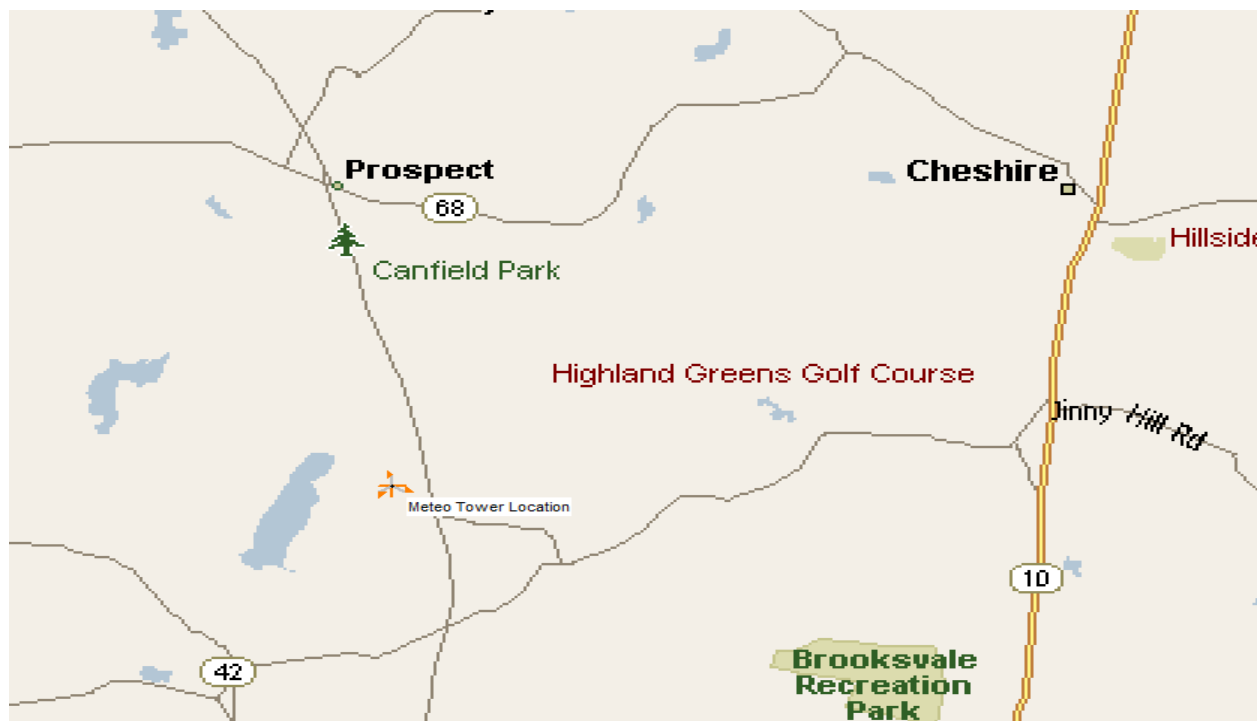 Prospect
Cheshire
68
Hillside
Canfield Park
Highland Greens Golf Course
Jinny Hill Rd
Meteo Tower Location
10
42
Brooksvale
Recreation
Park